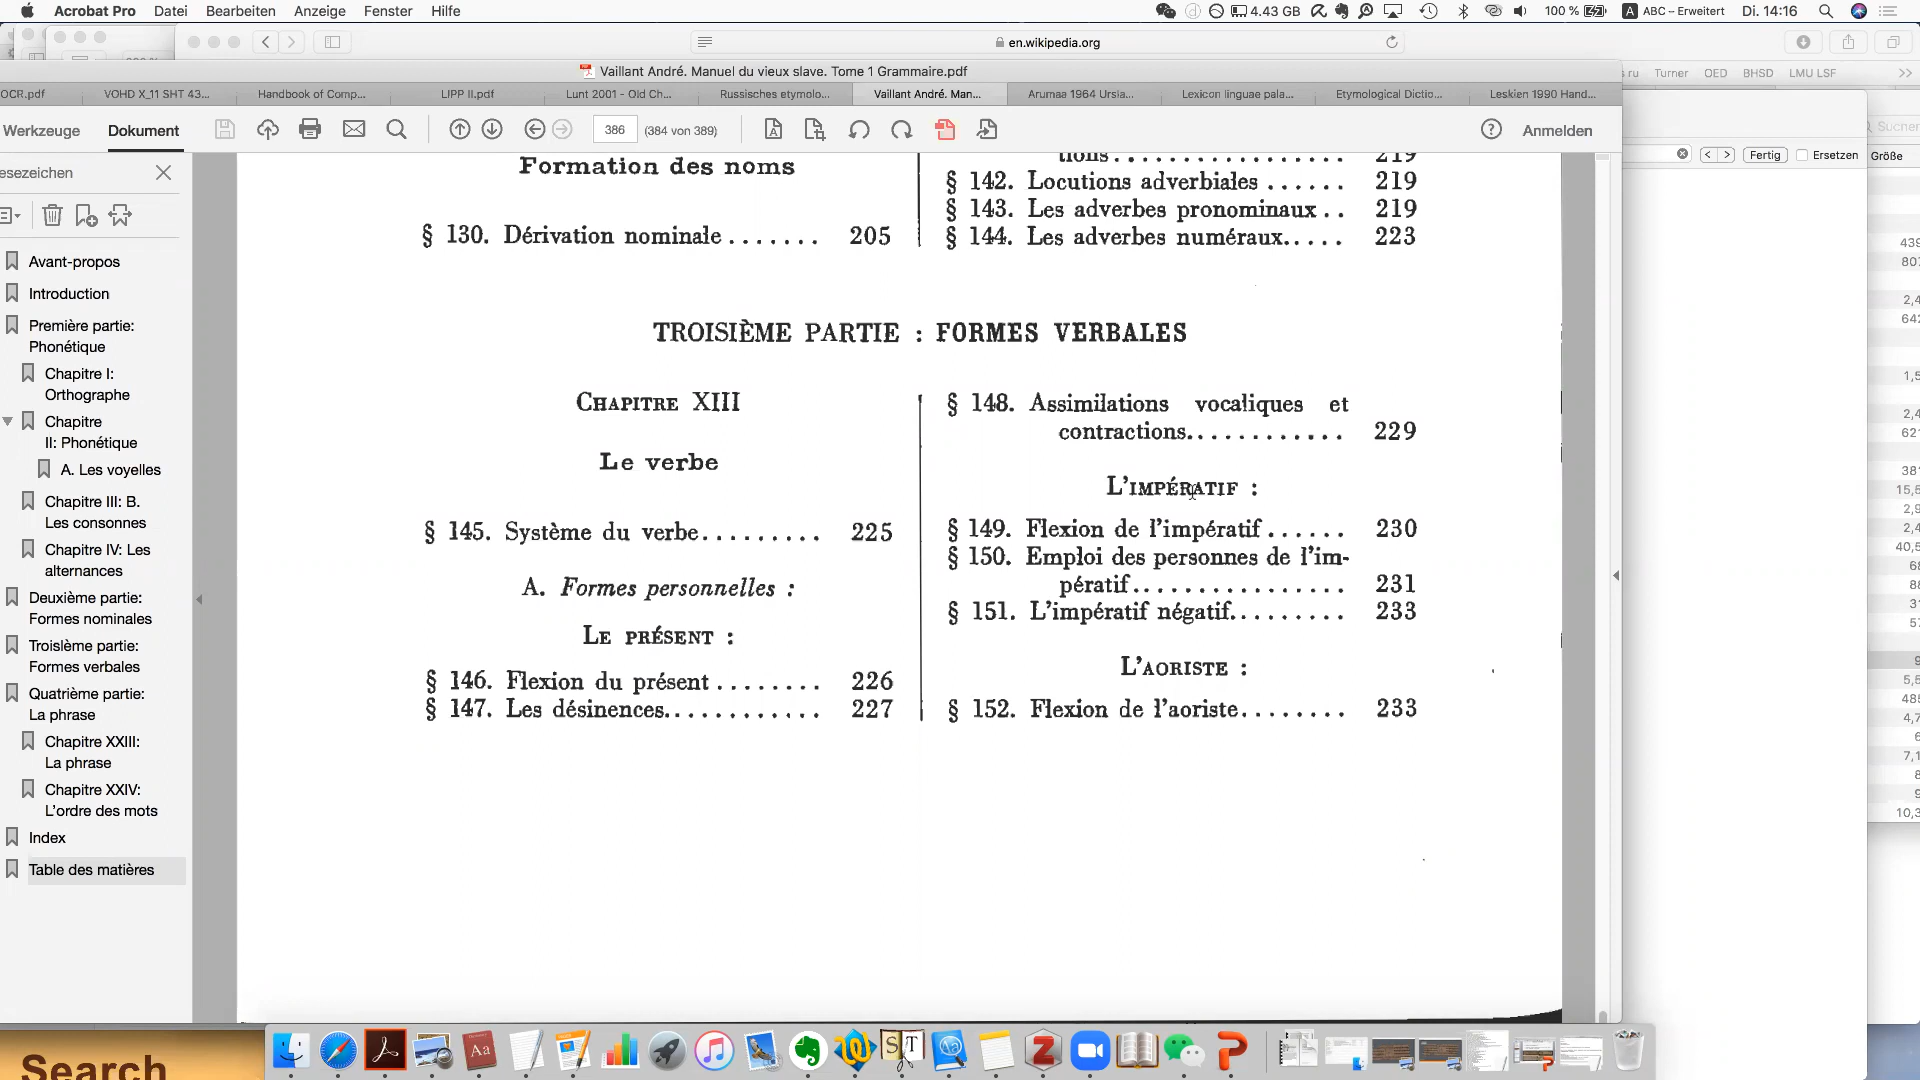 Acrobat Pro Datei Bearbeiten Anzeige Fenster Hilfe 4.43 GB 100 % A ABC – Erweitert Di. 14:16
en.wikipedia.org
Vaillant André. Manuel du vieux slave. Tome 1 Grammaire.pdf
s ru Turner OED BHSD LMU LSF
OCR.pdf VOHD X_11 SHT 43... Handbook of Comp... LIPP II.pdf Lunt 2001 - Old Ch... Russisches etymolo... Vaillant André. Man... Arumaa 1964 Ursla... Lexicon linguae pala... Etymological Dictio... Leskien 1990 Hand...
Werkzeuge Dokument 386 (384 von 389) Anmelden
Suchen
Fertig Ersetzen Größe
esezeichen
Avant-propos
Introduction
Première partie:
Phonétique
Chapitre I:
Orthographe
Chapitre
II: Phonétique
A. Les voyelles
Chapitre III: B.
Les consonnes
Chapitre IV: Les
alternances
Deuxième partie:
Formes nominales
Troisième partie:
Formes verbales
Quatrième partie:
La phrase
Chapitre XXIII:
La phrase
Chapitre XXIV:
L'ordre des mots
Index
Table des matières
Formation des noms
§ 130. Dérivation nominale ....... 205
tions.............. 219
§ 142. Locutions adverbiales ...... 219
§ 143. Les adverbes pronominaux .. 219
§ 144. Les adverbes numéraux..... 223
TROISIÈME PARTIE : FORMES VERBALES
CHAPITRE XIII
Le verbe
§ 145. Système du verbe......... 225
A. Formes personnelles :
LE PRÉSENT :
§ 146. Flexion du présent ........ 226
§ 147. Les désinences............ 227
§ 148. Assimilations vocaliques et
contractions............ 229
L'IMPÉRATIF :
§ 149. Flexion de l'impératif ...... 230
§ 150. Emploi des personnes de l'im-
pératif................ 231
§ 151. L'impératif négatif......... 233
L'AORISTE :
§ 152. Flexion de l'aoriste........ 233
Search